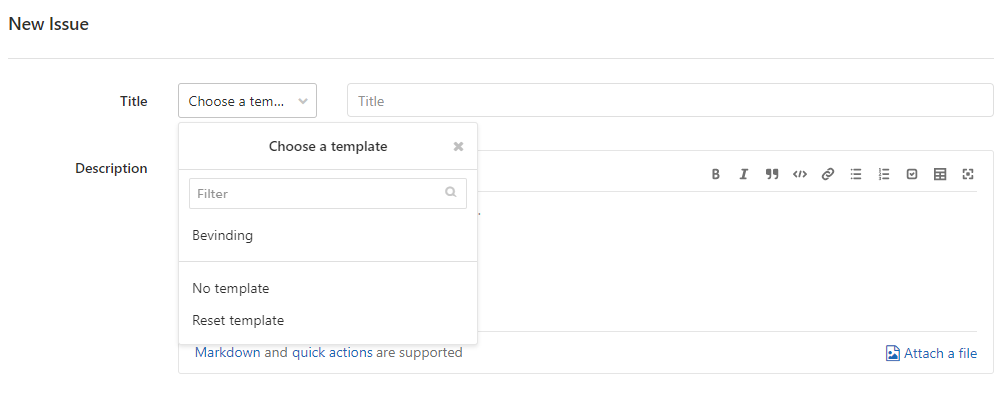 New Issue
Title
Choose a tem...
Title
Choose a template
Description
Filter
Bevinding
No template
Reset template
Markdown and quick actions are supported
Attach a file